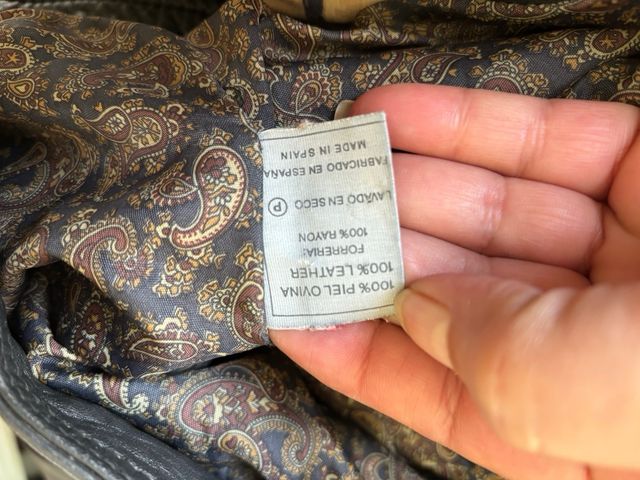 100% PIEL OVINA
100% LEATHER
FORRERIA:
100% RAYON
LAVADO EN SECO Ⓟ
FABRICADO EN ESPAÑA
MADE IN SPAIN